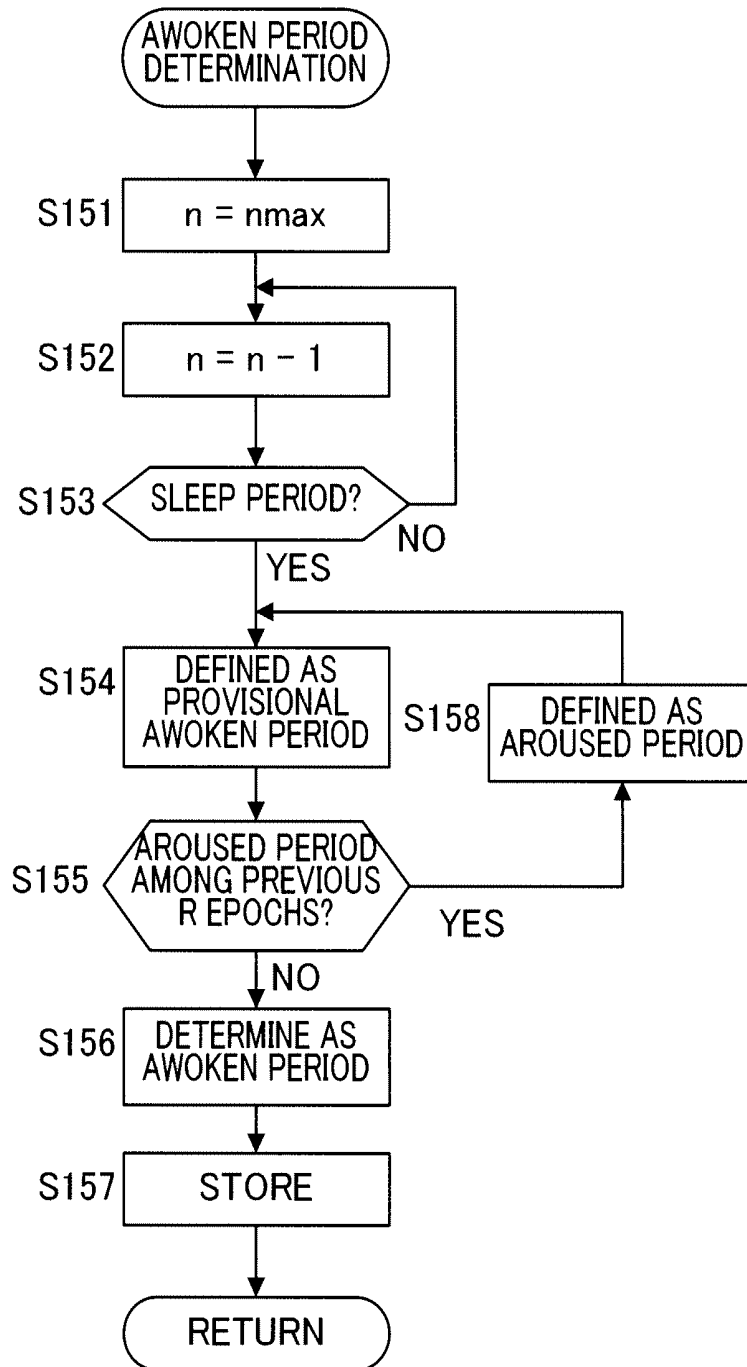 AWOKEN PERIOD
DETERMINATION
S151
n = nmax
S152
n = n − 1
S153
SLEEP PERIOD?
NO
YES
S154
DEFINED AS
PROVISIONAL
AWOKEN PERIOD
S158
DEFINED AS
AROUSED PERIOD
S155
AROUSED PERIOD
AMONG PREVIOUS
R EPOCHS?
YES
NO
S156
DETERMINE AS
AWOKEN PERIOD
S157
STORE
RETURN